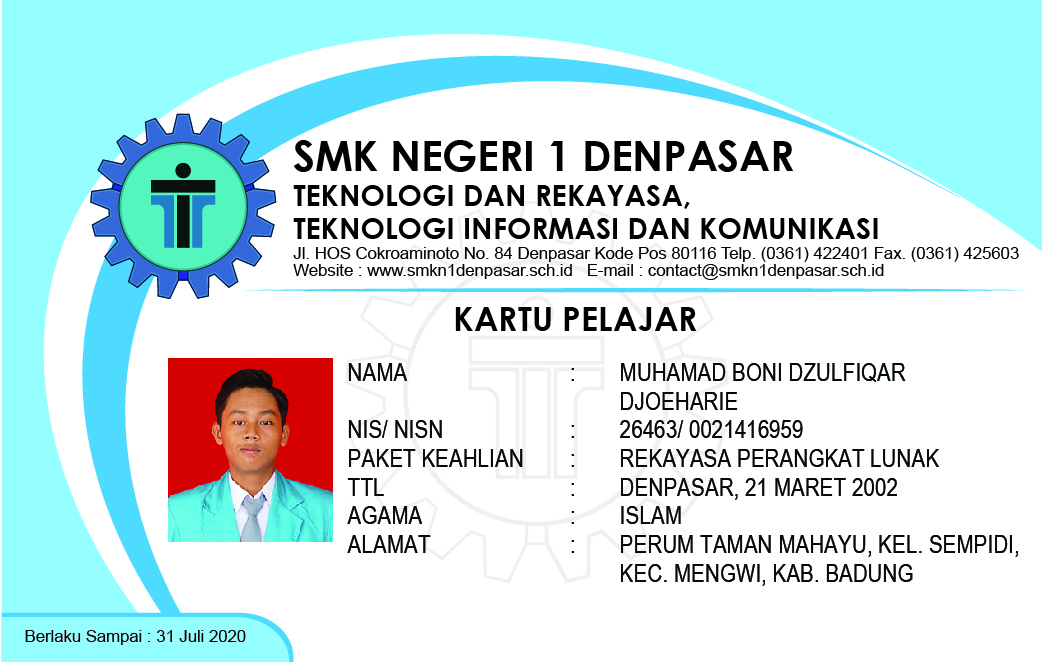 SMK NEGERI 1 DENPASAR
TEKNOLOGI DAN REKAYASA,
TEKNOLOGI INFORMASI DAN KOMUNIKASI
Jl. HOS Cokroaminoto No. 84 Denpasar Kode Pos 80116 Telp. (0361) 422401 Fax. (0361) 425603
Website : www.smkn1denpasar.sch.id E-mail : contact@smkn1denpasar.sch.id
KARTU PELAJAR
NAMA : MUHAMAD BONI DZULFIQAR
DJOEHARIE
NIS/ NISN : 26463/ 0021416959
PAKET KEAHLIAN : REKAYASA PERANGKAT LUNAK
TTL : DENPASAR, 21 MARET 2002
AGAMA : ISLAM
ALAMAT : PERUM TAMAN MAHAYU, KEL. SEMPIDI,
KEC. MENGWI, KAB. BADUNG
Berlaku Sampai : 31 Juli 2020